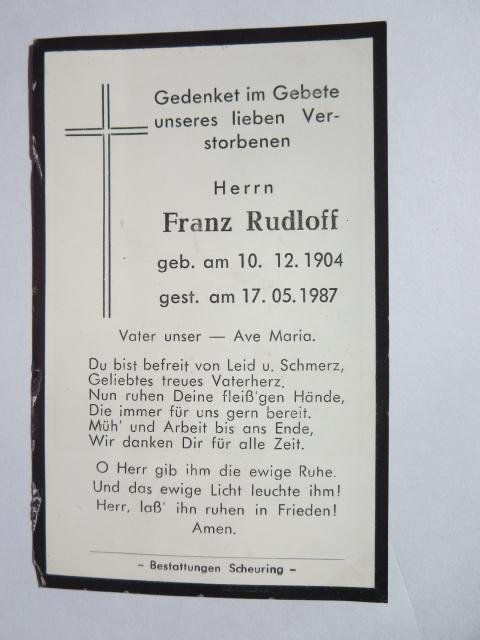 Gedenket im Gebete
unseres lieben Ver-
storbenen
Herrn
Franz Rudloff
geb. am 10. 12. 1904
gest. am 17. 05. 1987
Vater unser — Ave Maria.
Du bist befreit von Leid u. Schmerz,
Geliebtes treues Vaterherz.
Nun ruhen Deine fleiß'gen Hände,
Die immer für uns gern bereit.
Müh' und Arbeit bis ans Ende,
Wir danken Dir für alle Zeit.
O Herr gib ihm die ewige Ruhe.
Und das ewige Licht leuchte ihm!
Herr, laß' ihn ruhen in Frieden!
Amen.
– Bestattungen Scheuring –